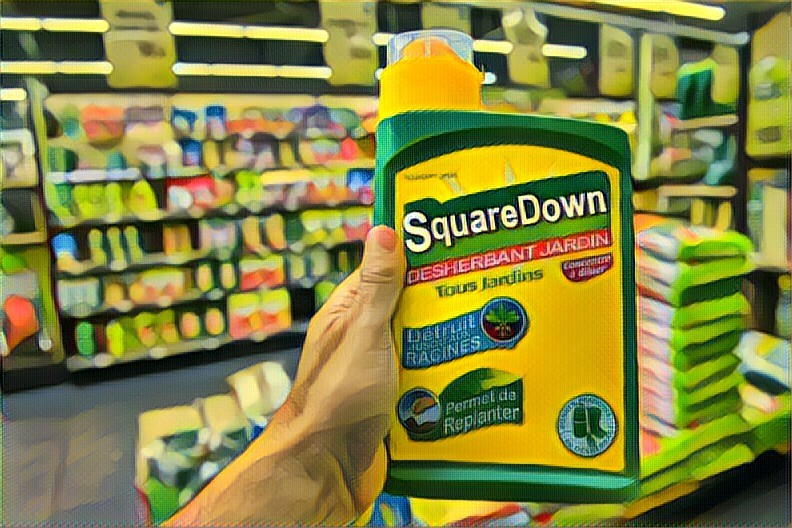 SquareDown
DESHERBANT JARDIN
Concentré
à diluer
Tous Jardins
Détruit
RACINES
Permet de
Replanter